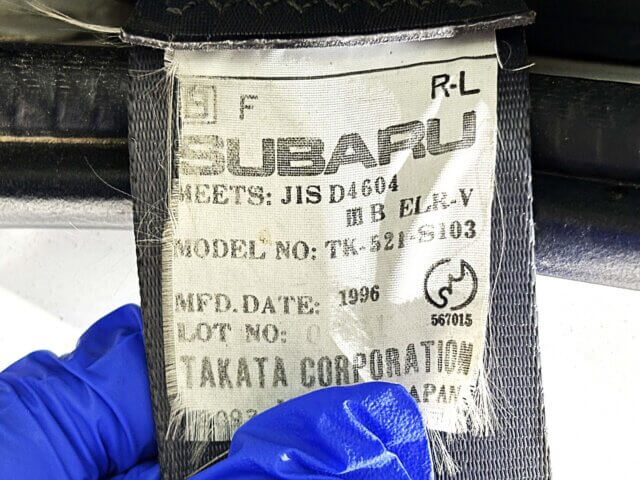 R-L
F
SUBARU
MEETS: JIS D4604
III B ELR-V
MODEL NO: TK-521-S103
MFD.DATE: 1996
567015
LOT NO:
TAKATA CORPORATION
JAPAN